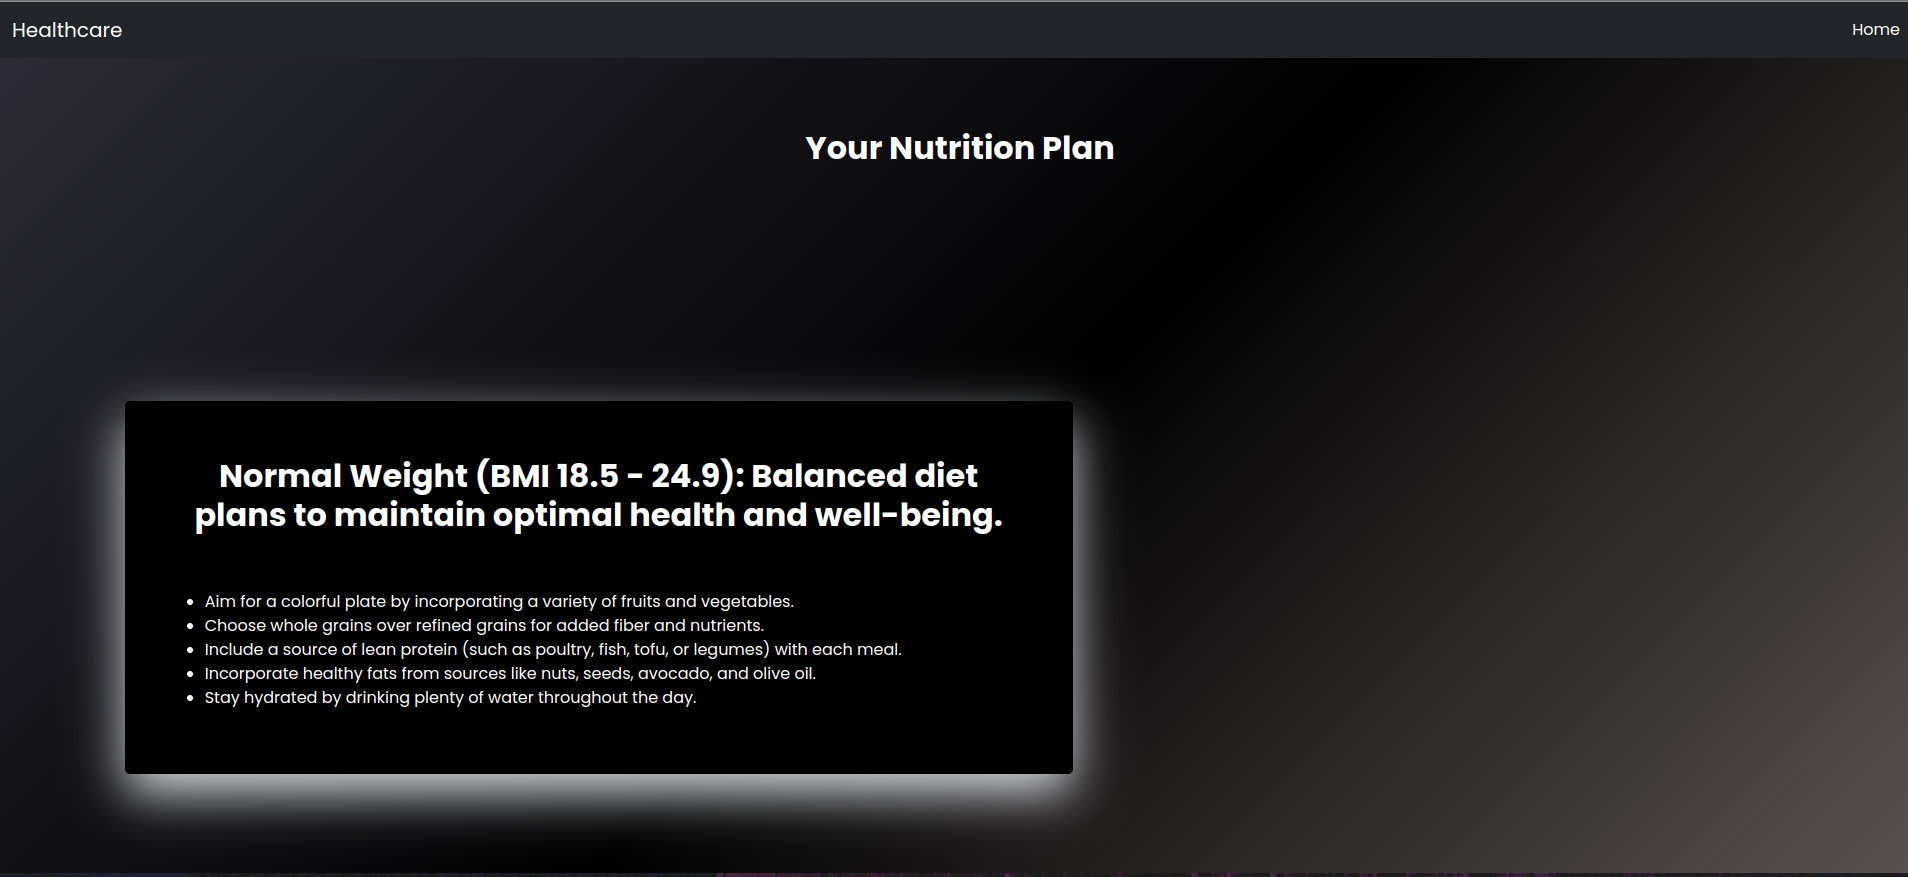 Healthcare
Home
Your Nutrition Plan
Normal Weight (BMI 18.5 - 24.9): Balanced diet
plans to maintain optimal health and well-being.
Aim for a colorful plate by incorporating a variety of fruits and vegetables.
Choose whole grains over refined grains for added fiber and nutrients.
Include a source of lean protein (such as poultry, fish, tofu, or legumes) with each meal.
Incorporate healthy fats from sources like nuts, seeds, avocado, and olive oil.
Stay hydrated by drinking plenty of water throughout the day.